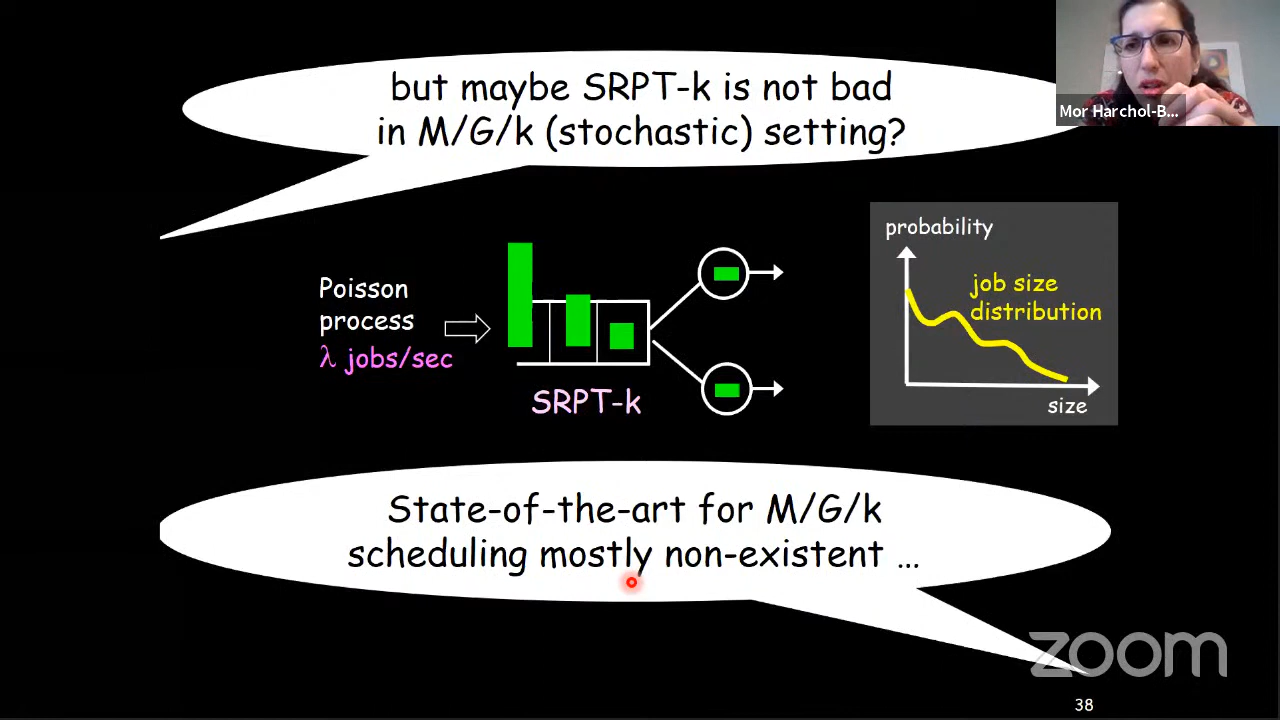 but maybe SRPT-k is not bad
in M/G/k (stochastic) setting?
Mor Harchol-B...
Poisson
process
λ jobs/sec
SRPT-k
probability
job size
distribution
size
State-of-the-art for M/G/k
scheduling mostly non-existent ...
zoom
38